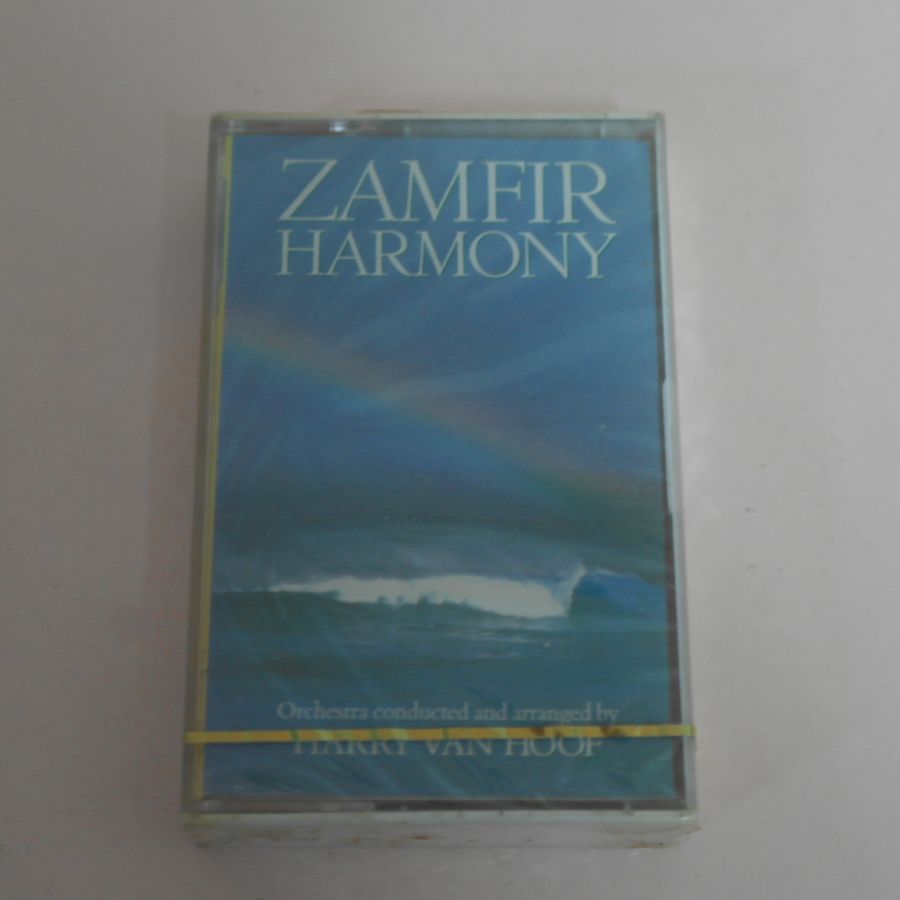 ZAMFIR
HARMONY
Orchestra conducted and arranged by
HARRY VAN HOOF